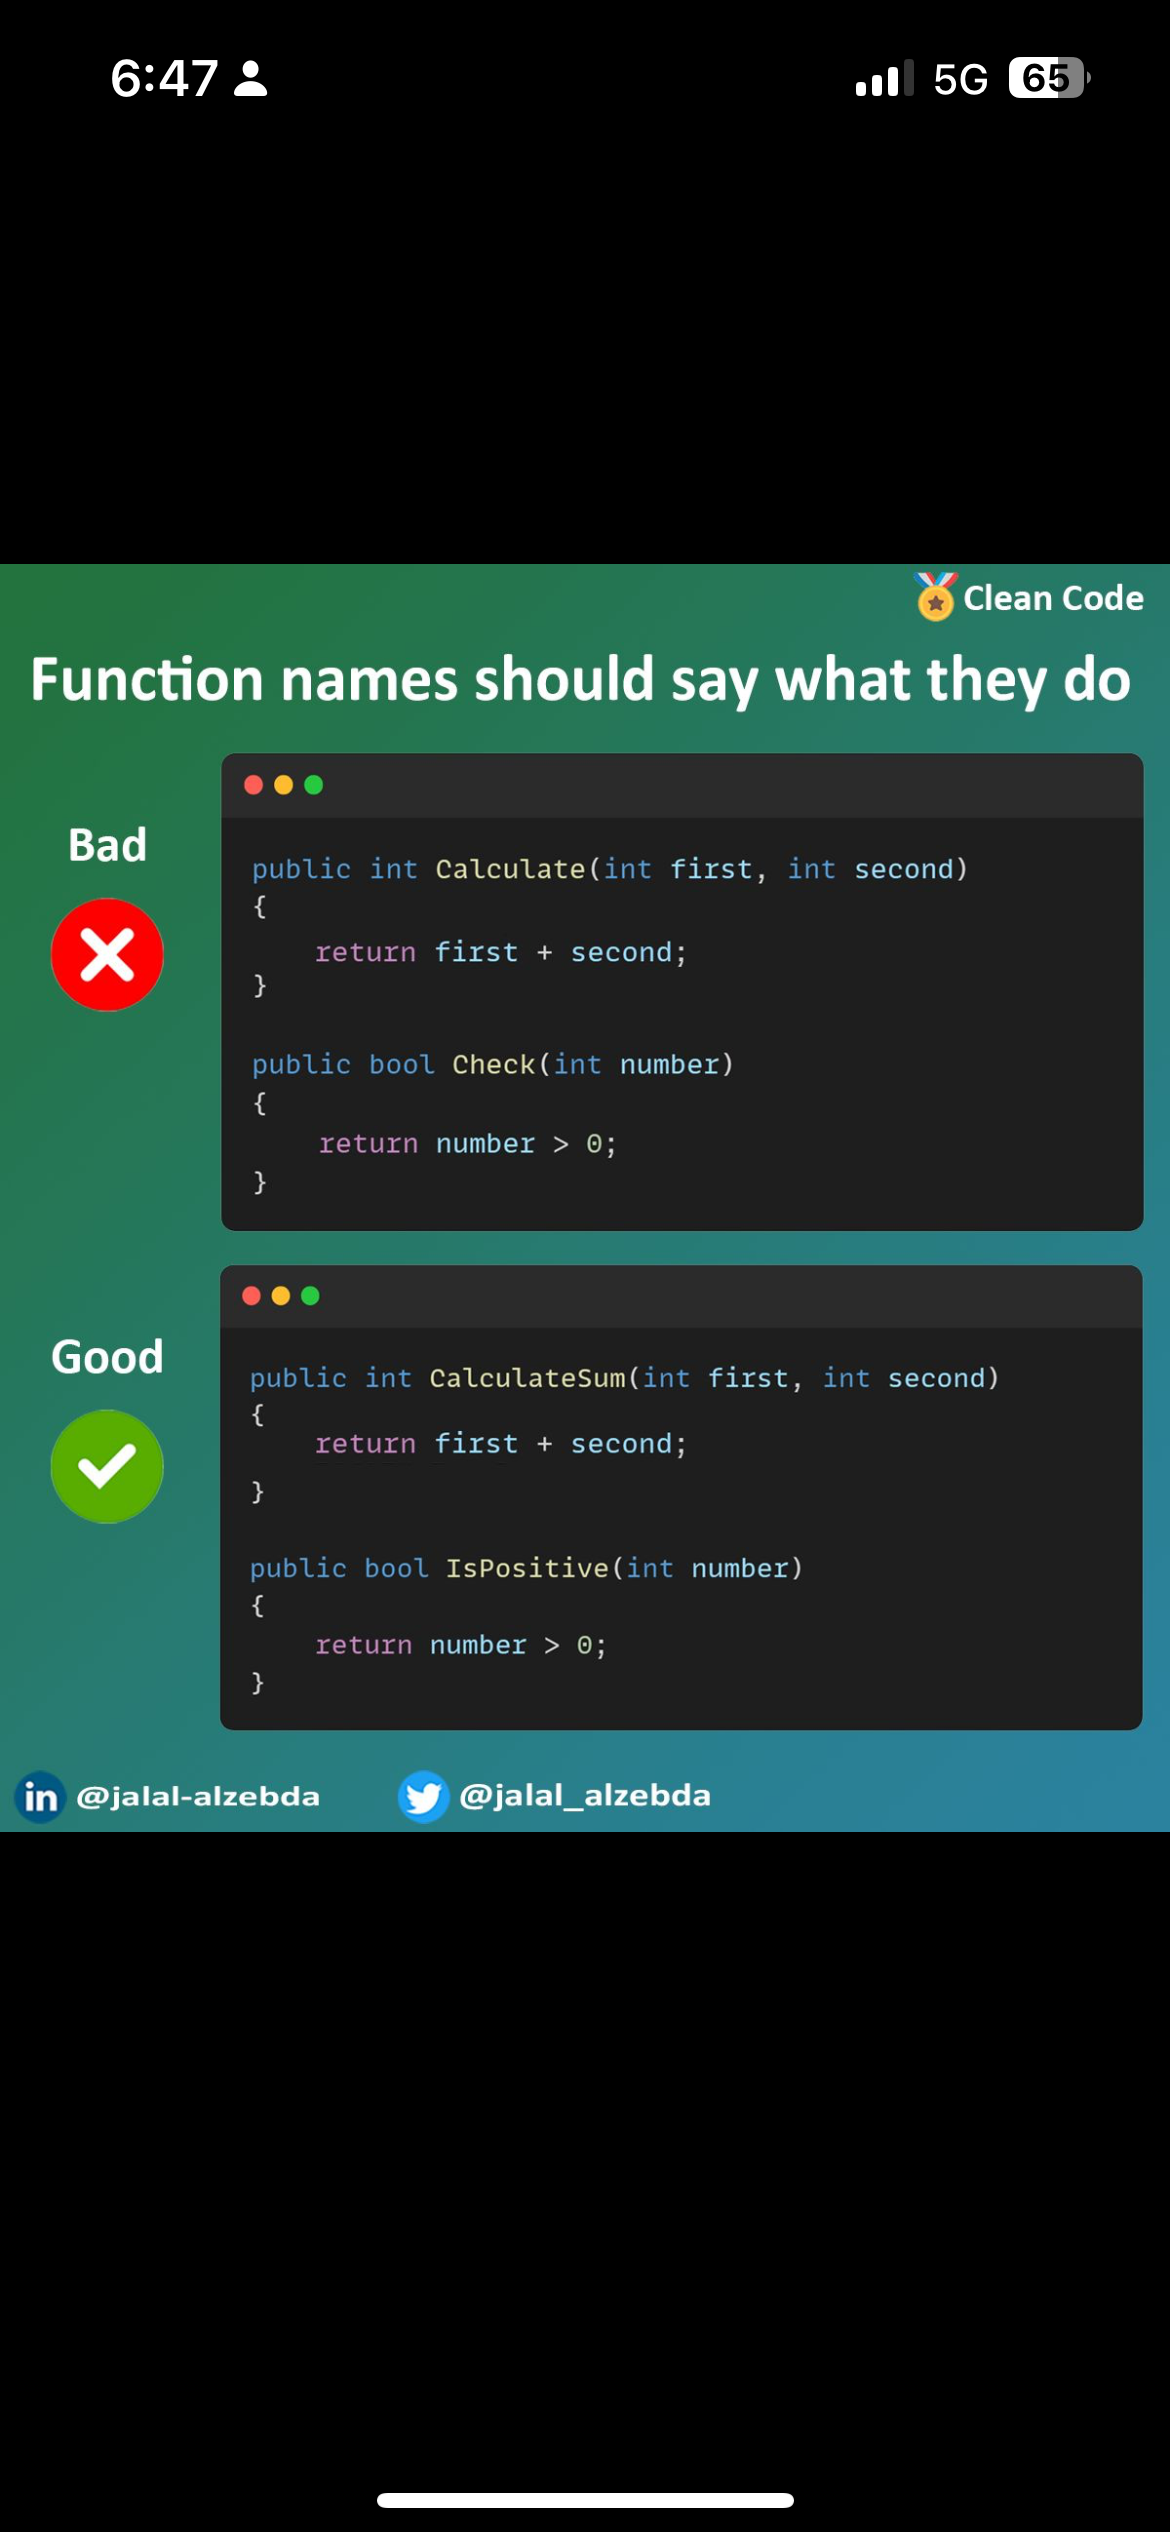 6:47 5G 65
Clean Code
Function names should say what they do
Bad
public int Calculate(int first, int second)
{
    return first + second;
}
public bool Check(int number)
{
    return number > 0;
}
Good
public int CalculateSum(int first, int second)
{
    return first + second;
}
public bool IsPositive(int number)
{
    return number > 0;
}
in @jalal-alzebda @jalal_alzebda